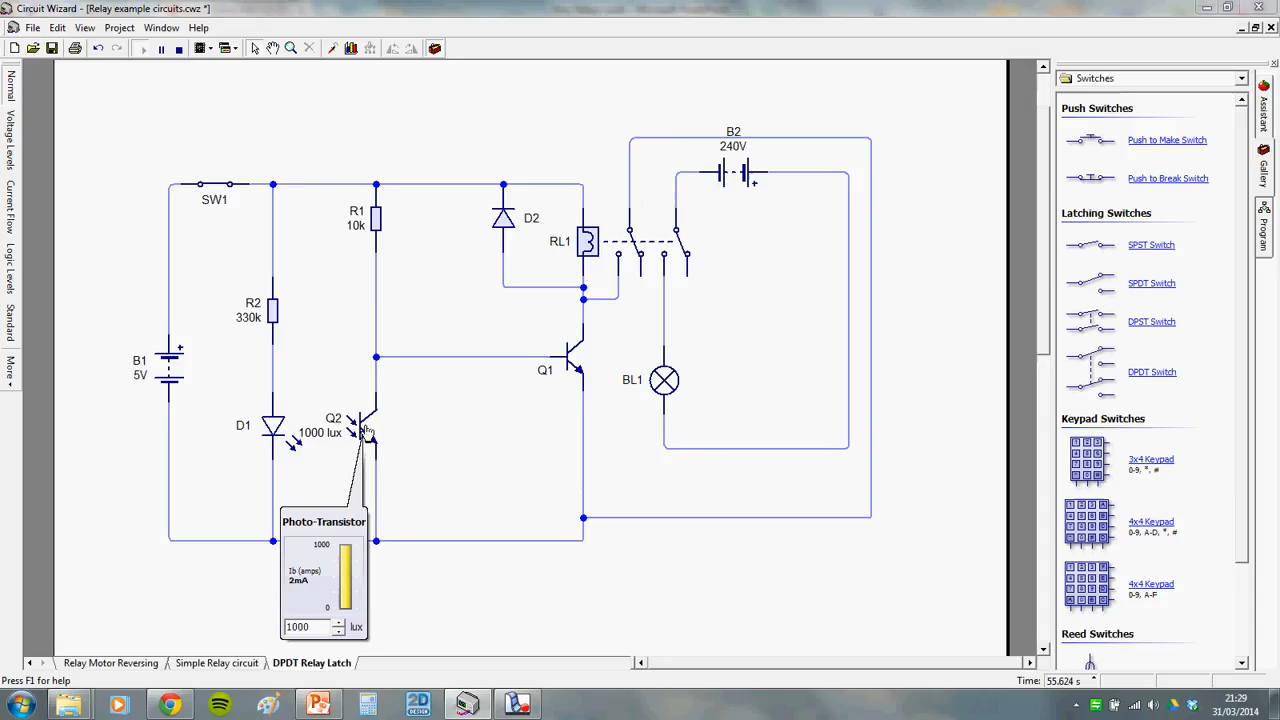 Circuit Wizard - [Relay example circuits.cwz *]
File Edit View Project Window Help
Normal
Voltage Levels
Current Flow
Logic Levels
Standard
More
SW1
R1
10k
R2
330k
B1
5V
D1
Q2
1000 lux
D2
RL1
Q1
B2
240V
BL1
Photo-Transistor
1000
Ib (amps)
2mA
0
1000 lux
Switches
Push Switches
Push to Make Switch
Push to Break Switch
Latching Switches
SPST Switch
SPDT Switch
DPST Switch
DPDT Switch
Keypad Switches
3x4 Keypad
0-9, *, #
4x4 Keypad
0-9, A-D, *, #
4x4 Keypad
0-9, A-F
Reed Switches
Assistant
Gallery
Program
Relay Motor Reversing Simple Relay circuit DPDT Relay Latch
Press F1 for help
Time: 55.624 s
21:29
31/03/2014